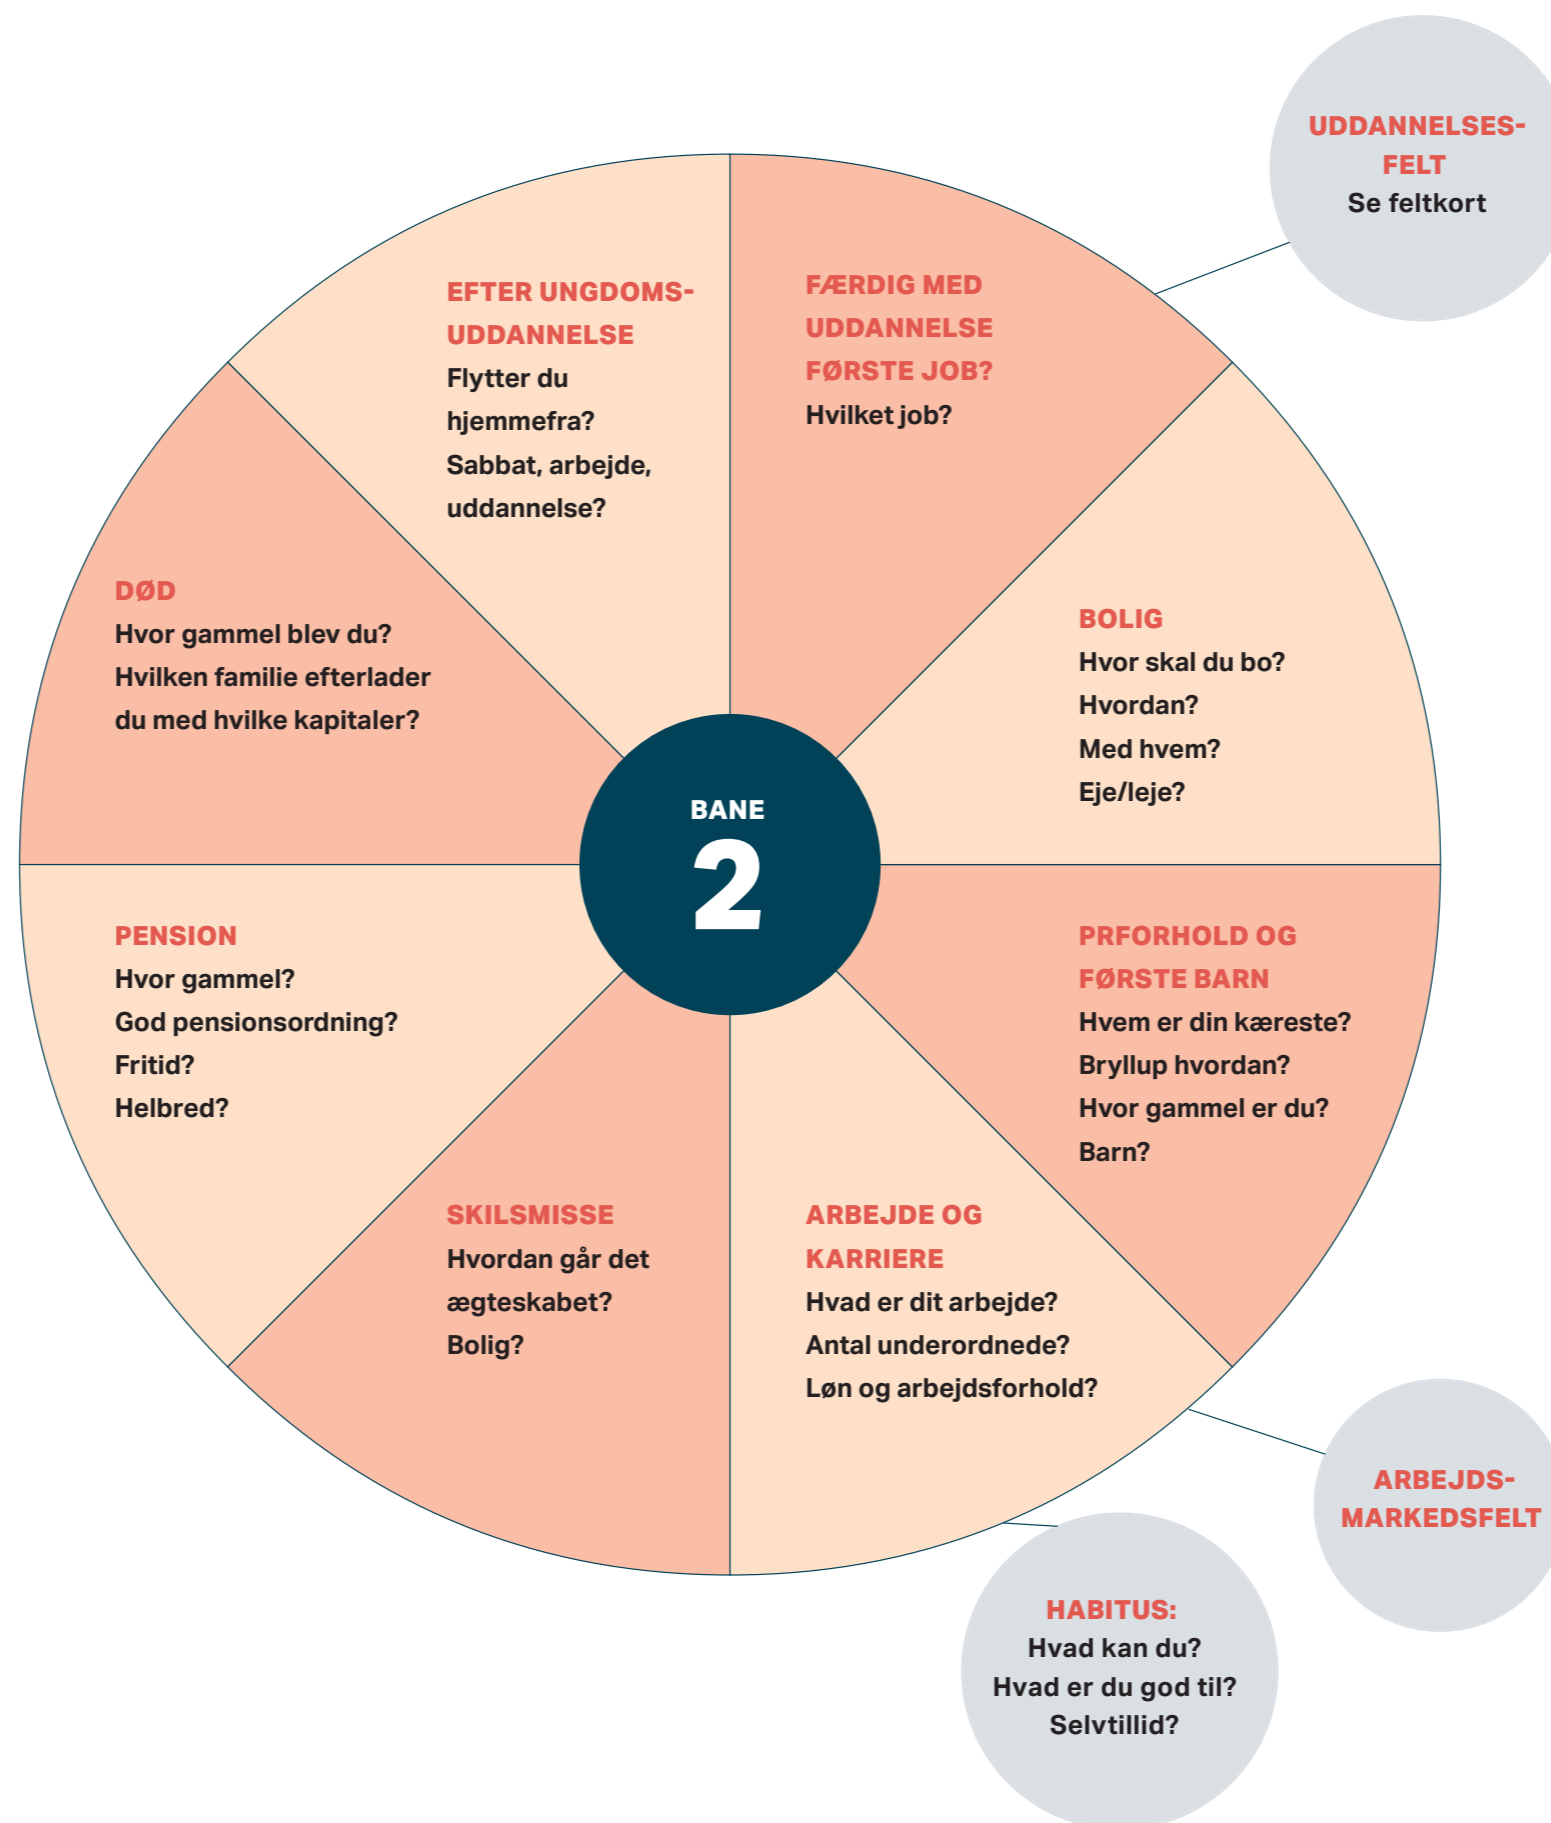 UDDANNELSES-
FELT
Se feltkort
EFTER UNGDOMS-
UDDANNELSE
Flytter du
hjemmefra?
Sabbat, arbejde,
uddannelse?
FÆRDIG MED
UDDANNELSE
FØRSTE JOB?
Hvilket job?
BOLIG
Hvor skal du bo?
Hvordan?
Med hvem?
Eje/leje?
PRFORHOLD OG
FØRSTE BARN
Hvem er din kæreste?
Bryllup hvordan?
Hvor gammel er du?
Barn?
ARBEJDE OG
KARRIERE
Hvad er dit arbejde?
Antal underordnede?
Løn og arbejdsforhold?
SKILSMISSE
Hvordan går det
ægteskabet?
Bolig?
PENSION
Hvor gammel?
God pensionsordning?
Fritid?
Helbred?
DØD
Hvor gammel blev du?
Hvilken familie efterlader
du med hvilke kapitaler?
BANE
2
ARBEJDS-
MARKEDSFELT
HABITUS:
Hvad kan du?
Hvad er du god til?
Selvtillid?